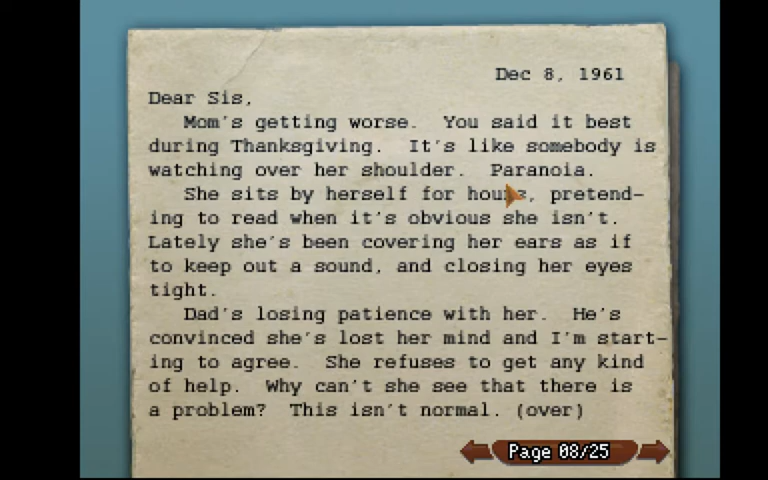 Dec 8, 1961
Dear Sis,
Mom's getting worse.  You said it best
during Thanksgiving.  It's like somebody is
watching over her shoulder.  Paranoia.
She sits by herself for hours, pretend-
ing to read when it's obvious she isn't.
Lately she's been covering her ears as if
to keep out a sound, and closing her eyes
tight.
Dad's losing patience with her.  He's
convinced she's lost her mind and I'm start-
ing to agree.  She refuses to get any kind
of help.  Why can't she see that there is
a problem?  This isn't normal. (over)
Page 08/25